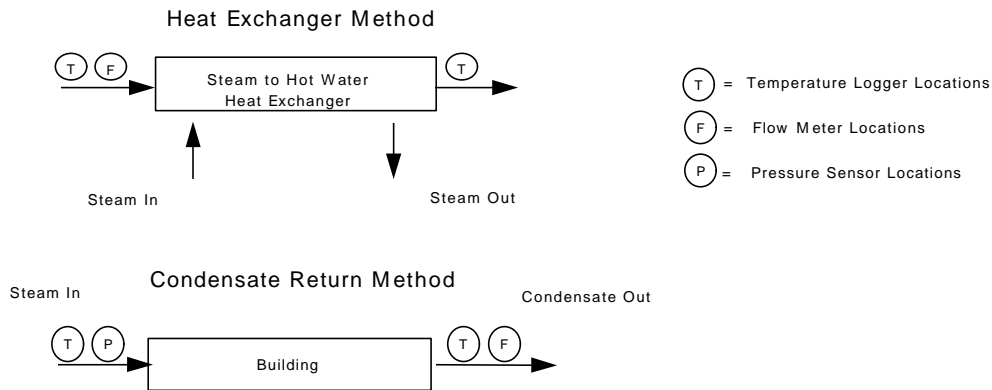 Heat Exchanger Method
T F T
Steam to Hot Water
Heat Exchanger
Steam In
Steam Out
T = Temperature Logger Locations
F = Flow Meter Locations
P = Pressure Sensor Locations
Condensate Return Method
Steam In
Condensate Out
T P T F
Building